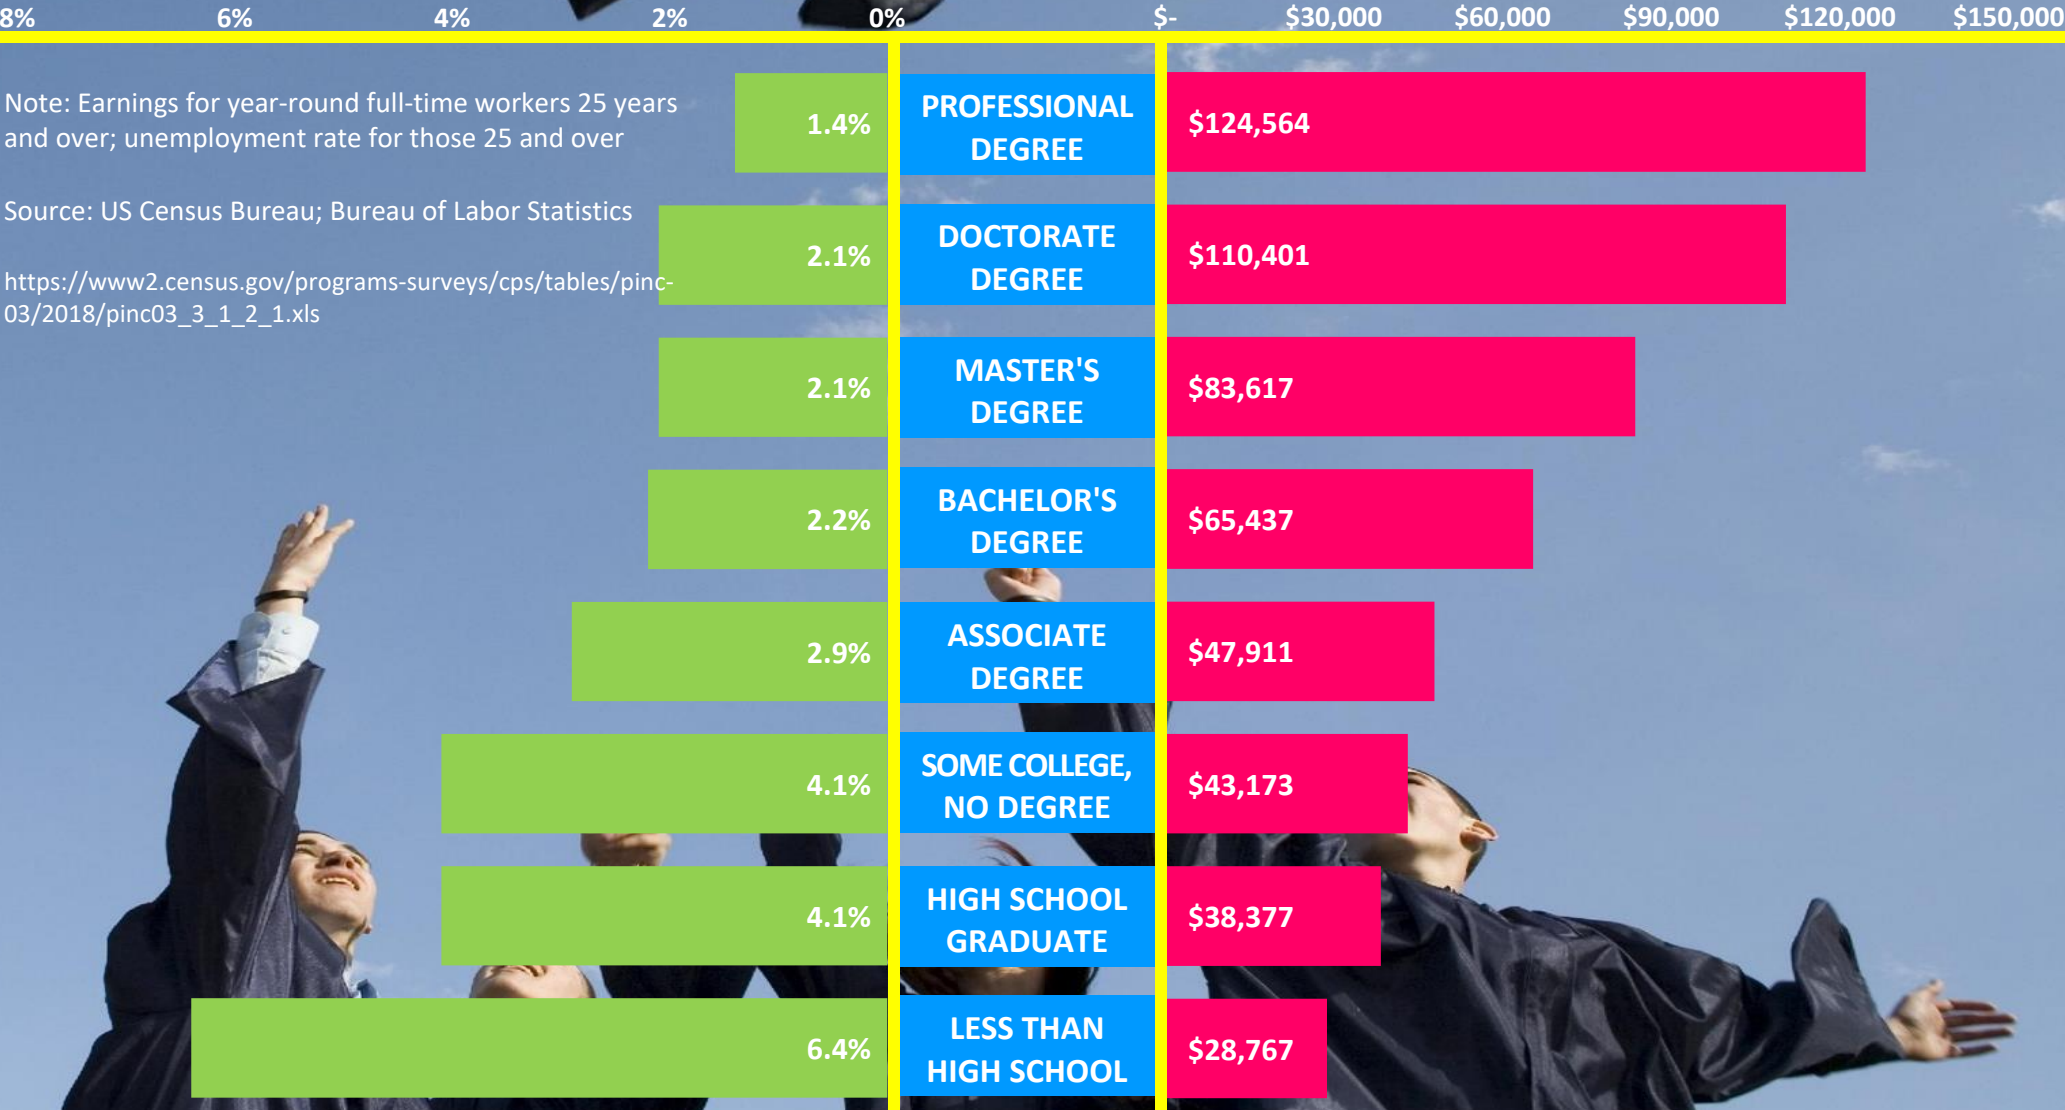 8% 6% 4% 2% 0% $- $30,000 $60,000 $90,000 $120,000 $150,000
Note: Earnings for year-round full-time workers 25 years
and over; unemployment rate for those 25 and over
Source: US Census Bureau; Bureau of Labor Statistics
https://www2.census.gov/programs-surveys/cps/tables/pinc-
03/2018/pinc03_3_1_2_1.xls
1.4%
PROFESSIONAL
DEGREE
$124,564
2.1%
DOCTORATE
DEGREE
$110,401
2.1%
MASTER'S
DEGREE
$83,617
2.2%
BACHELOR'S
DEGREE
$65,437
2.9%
ASSOCIATE
DEGREE
$47,911
4.1%
SOME COLLEGE,
NO DEGREE
$43,173
4.1%
HIGH SCHOOL
GRADUATE
$38,377
6.4%
LESS THAN
HIGH SCHOOL
$28,767